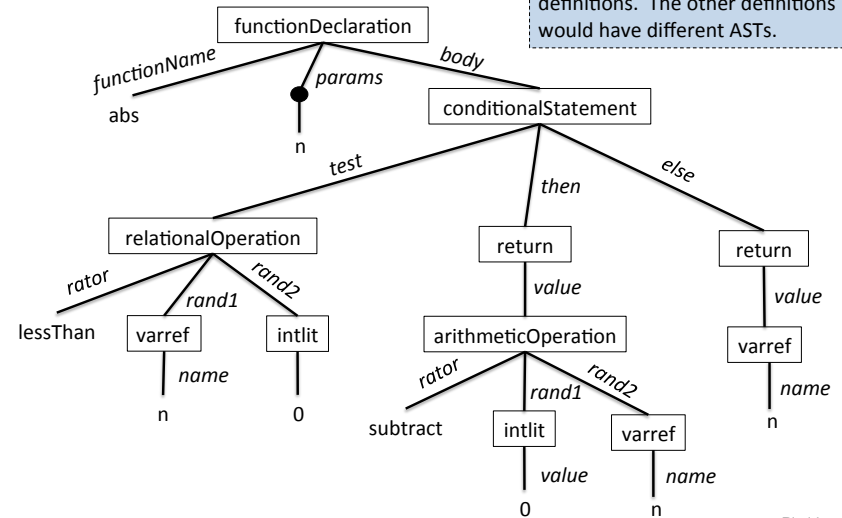 definitions. The other definitions
would have different ASTs.
functionDeclaration
functionName
params
body
abs
n
conditionalStatement
test
then
else
relationalOperation
return
return
rator
rand1
rand2
value
value
lessThan
varref
intlit
arithmeticOperation
varref
name
rator
rand1
rand2
name
n
0
subtract
intlit
varref
n
value
name
0
n